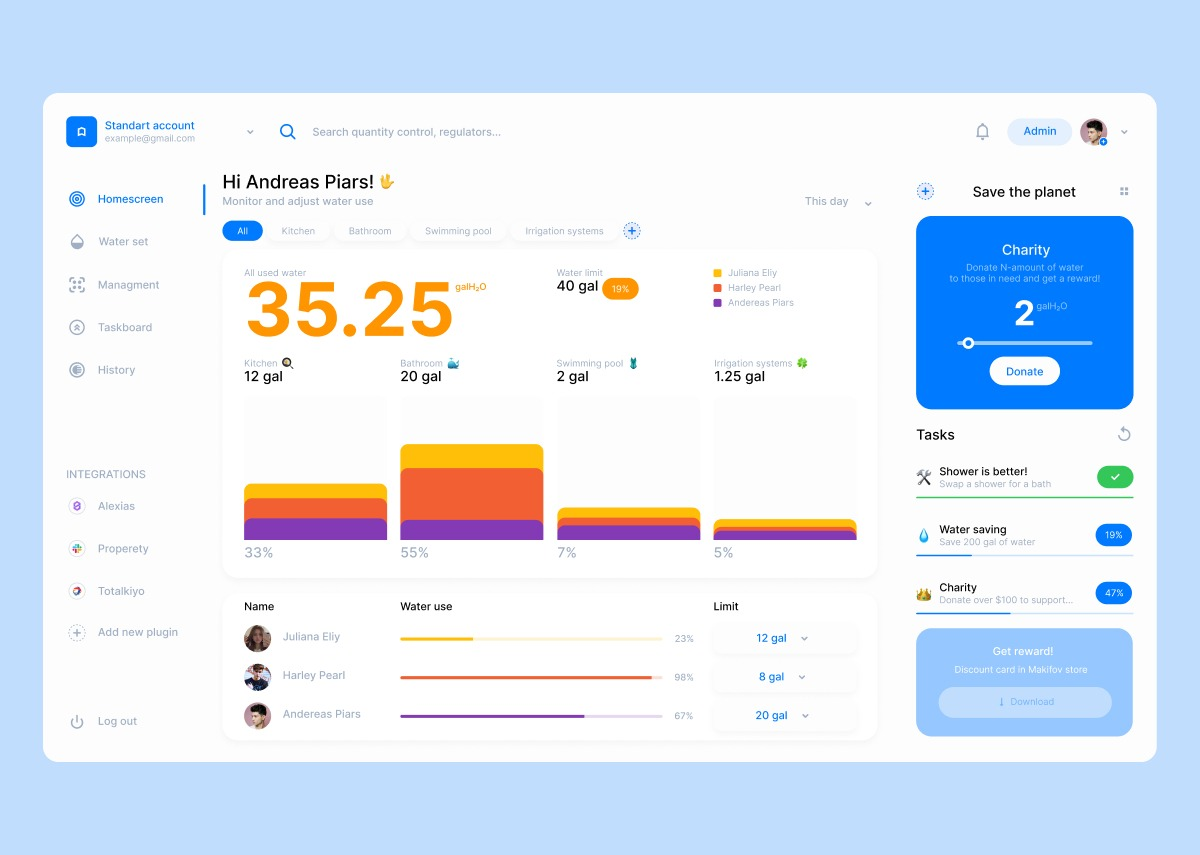 Standart account
example@gmail.com
Search quantity control, regulators...
Admin
Homescreen
Water set
Managment
Taskboard
History
INTEGRATIONS
Alexias
Properety
Totalkiyo
Add new plugin
Log out
Hi Andreas Piars!
Monitor and adjust water use
This day
All
Kitchen
Bathroom
Swimming pool
Irrigation systems
All used water
35.25 galH₂O
Water limit
40 gal
19%
Juliana Eliy
Harley Pearl
Andereas Piars
Kitchen
12 gal
Bathroom
20 gal
Swimming pool
2 gal
Irrigation systems
1.25 gal
33%
55%
7%
5%
Name
Water use
Limit
Juliana Eliy
23%
12 gal
Harley Pearl
98%
8 gal
Andereas Piars
67%
20 gal
Save the planet
Charity
Donate N-amount of water
to those in need and get a reward!
2 galH₂O
Donate
Tasks
Shower is better!
Swap a shower for a bath
Water saving
Save 200 gal of water
19%
Charity
Donate over $100 to support...
47%
Get reward!
Discount card in Makifov store
Download